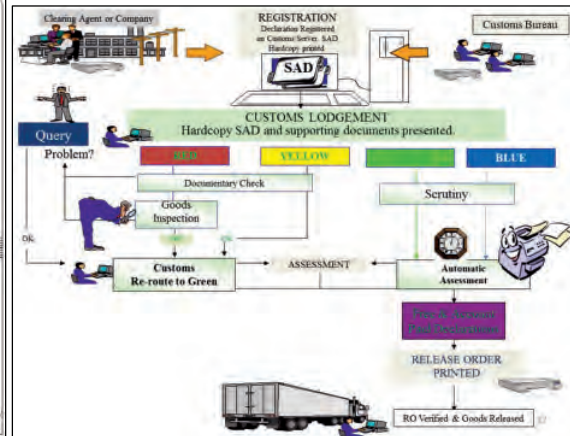 Clearing Agent or Company
REGISTRATION
Declaration Registered
on Customs Server. SAD
Hardcopy printed
Customs Bureau
SAD
CUSTOMS LODGEMENT
Hardcopy SAD and supporting documents presented.
Query
Problem?
RED
YELLOW
BLUE
Documentary Check
Scrutiny
Goods
Inspection
OK
Customs
Re-route to Green
ASSESSMENT
Automatic
Assessment
RELEASE ORDER
PRINTED
RO Verified & Goods Released